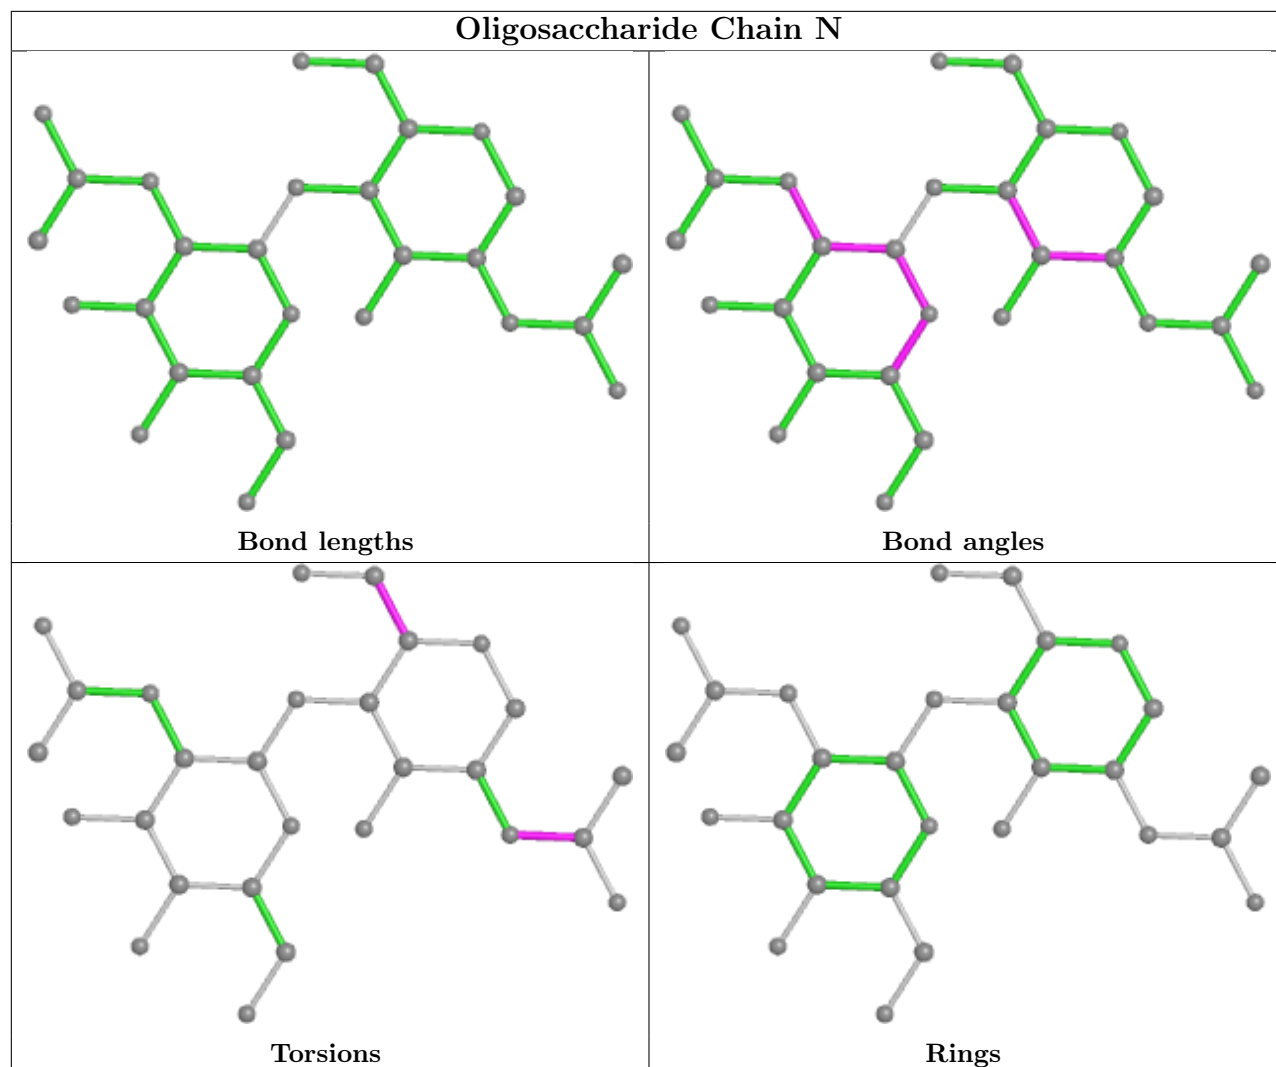 Oligosaccharide Chain N
Bond lengths
Bond angles
Torsions
Rings